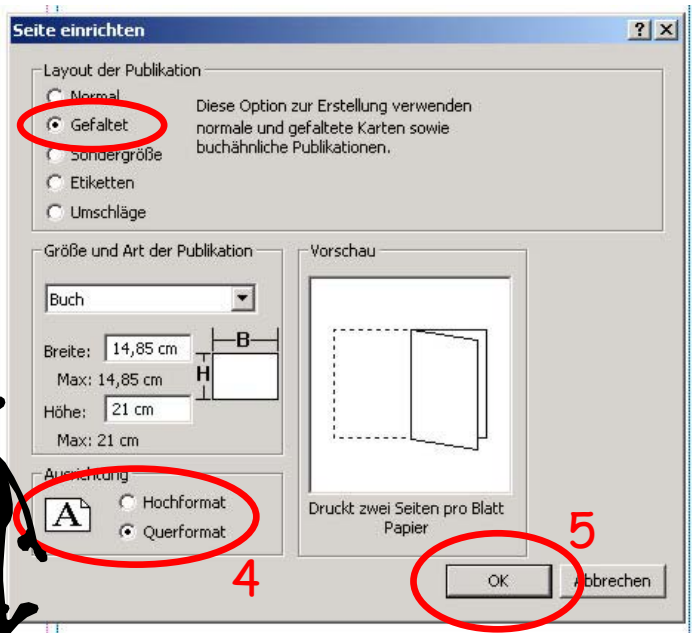 Seite einrichten
? ×
Layout der Publikation
Normal
Gefaltet
Sondergröße
Etiketten
Umschläge
Diese Option zur Erstellung verwenden
normale und gefaltete Karten sowie
buchähnliche Publikationen.
Größe und Art der Publikation
Buch
Breite: 14,85 cm
Max: 14,85 cm
Höhe: 21 cm
Max: 21 cm
B
H
Vorschau
Druckt zwei Seiten pro Blatt
Papier
Ausrichtung
A
Hochformat
Querformat
4
5
OK
Abbrechen